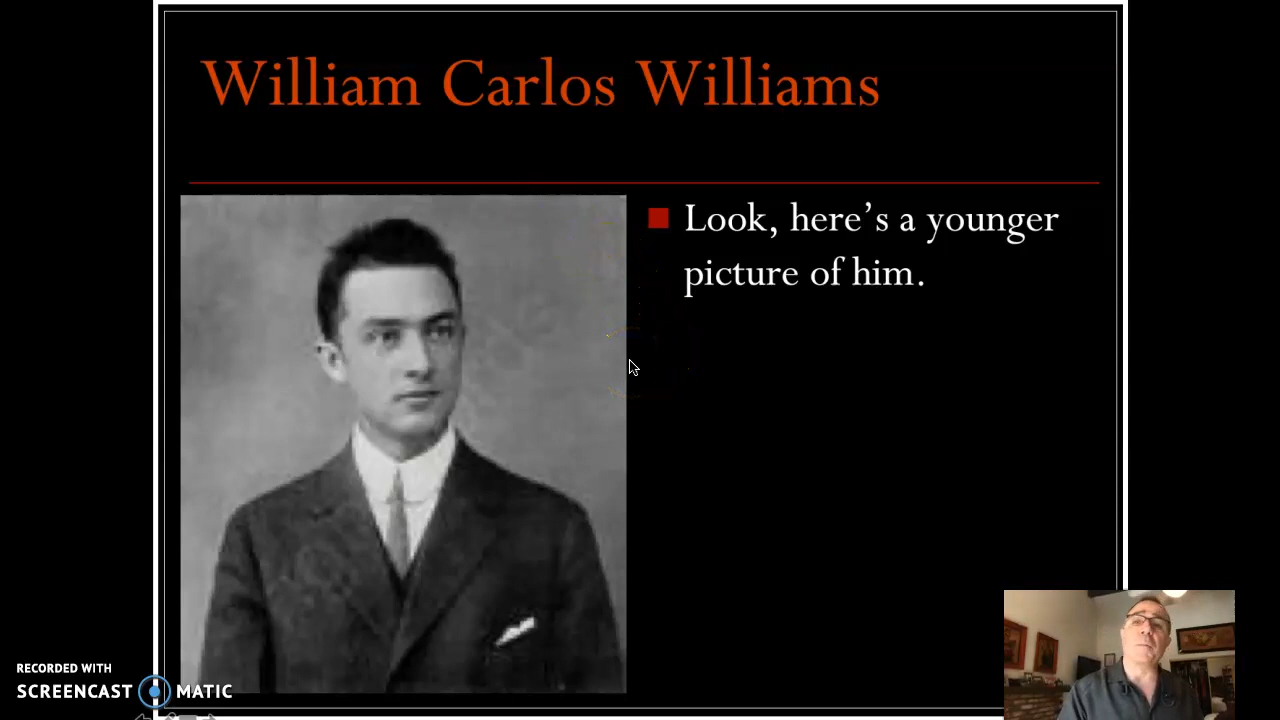 William Carlos Williams
Look, here’s a younger
picture of him.
RECORDED WITH
SCREENCAST MATIC